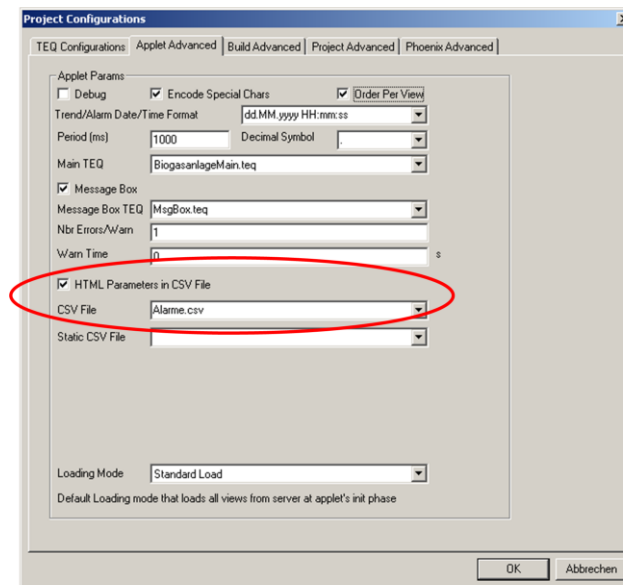 Project Configurations
TEQ Configurations Applet Advanced Build Advanced Project Advanced Phoenix Advanced
Applet Params
Debug Encode Special Chars Order Per View
Trend/Alarm Date/Time Format dd.MM.yyyy HH:mm:ss
Period (ms) 1000 Decimal Symbol .
Main TEQ BiogasanlageMain.teq
Message Box
Message Box TEQ MsgBox.teq
Nbr Errors/Warn 1
Warn Time 0 s
HTML Parameters in CSV File
CSV File Alarme.csv
Static CSV File
Loading Mode Standard Load
Default Loading mode that loads all views from server at applet's init phase
OK Abbrechen